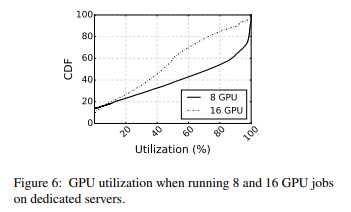 100
80
60
40
20
0
CDF
8 GPU
16 GPU
20 40 60 80 100
Utilization (%)
Figure 6: GPU utilization when running 8 and 16 GPU jobs
on dedicated servers.